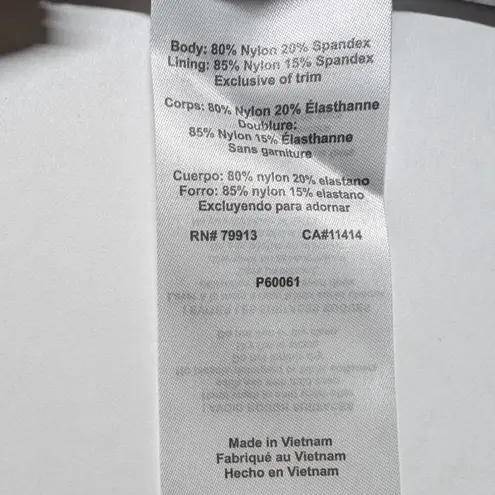 Body: 80% Nylon 20% Spandex
Lining: 85% Nylon 15% Spandex
Exclusive of trim
Corps: 80% Nylon 20% Élasthanne
Doublure:
85% Nylon 15% Élasthanne
Sans garniture
Cuerpo: 80% nylon 20% elastano
Forro: 85% nylon 15% elastano
Excluyendo para adornar
RN# 79913 CA#11414
P60061
Made in Vietnam
Fabriqué au Vietnam
Hecho en Vietnam